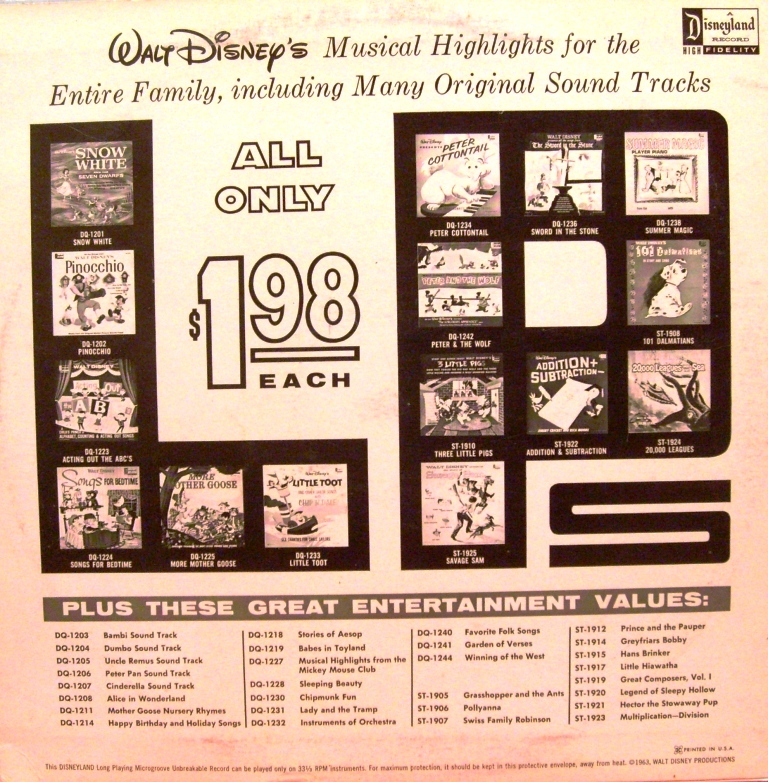 WALT DISNEY'S Musical Highlights for the
Entire Family, including Many Original Sound Tracks
A
Disneyland
RECORD
HIGH FIDELITY
ALL
ONLY
$1.98
EACH
LPS
SNOW
WHITE
SEVEN DWARFS
DQ-1201
SNOW WHITE
Pinocchio
DQ-1202
PINOCCHIO
WALT DISNEY
Acting Out
ABC
DQ-1223
ACTING OUT THE ABC'S
Songs FOR BEDTIME
DQ-1224
SONGS FOR BEDTIME
MORE
MOTHER GOOSE
DQ-1225
MORE MOTHER GOOSE
LITTLE TOOT
DQ-1233
LITTLE TOOT
PETER
COTTONTAIL
DQ-1234
PETER COTTONTAIL
WALT DISNEY
The Sword in the Stone
DQ-1236
SWORD IN THE STONE
SUMMER MAGIC
PLAYER PIANO
DQ-1238
SUMMER MAGIC
PETER AND THE WOLF
DQ-1242
PETER & THE WOLF
101 Dalmatians
ST-1908
101 DALMATIANS
3 LITTLE PIGS
ST-1910
THREE LITTLE PIGS
ADDITION+
SUBTRACTION-
ST-1922
ADDITION & SUBTRACTION
20,000 Leagues Sea
ST-1924
20,000 LEAGUES
ST-1925
SAVAGE SAM
PLUS THESE GREAT ENTERTAINMENT VALUES:
DQ-1203 Bambi Sound Track
DQ-1204 Dumbo Sound Track
DQ-1205 Uncle Remus Sound Track
DQ-1206 Peter Pan Sound Track
DQ-1207 Cinderella Sound Track
DQ-1208 Alice in Wonderland
DQ-1211 Mother Goose Nursery Rhymes
DQ-1214 Happy Birthday and Holiday Songs
DQ-1218 Stories of Aesop
DQ-1219 Babes in Toyland
DQ-1227 Musical Highlights from the
Mickey Mouse Club
DQ-1228 Sleeping Beauty
DQ-1230 Chipmunk Fun
DQ-1231 Lady and the Tramp
DQ-1232 Instruments of Orchestra
DQ-1240 Favorite Folk Songs
DQ-1241 Garden of Verses
DQ-1244 Winning of the West
ST-1905 Grasshopper and the Ants
ST-1906 Pollyanna
ST-1907 Swiss Family Robinson
ST-1912 Prince and the Pauper
ST-1914 Greyfriars Bobby
ST-1915 Hans Brinker
ST-1917 Little Hiawatha
ST-1919 Great Composers, Vol. I
ST-1920 Legend of Sleepy Hollow
ST-1921 Hector the Stowaway Pup
ST-1923 Multiplication—Division
PRINTED IN U.S.A.
This DISNEYLAND Long Playing Microgroove Unbreakable Record can be played only on 33⅓ RPM instruments. For maximum protection, it should be kept in this protective envelope, away from heat. ©1963, WALT DISNEY PRODUCTIONS